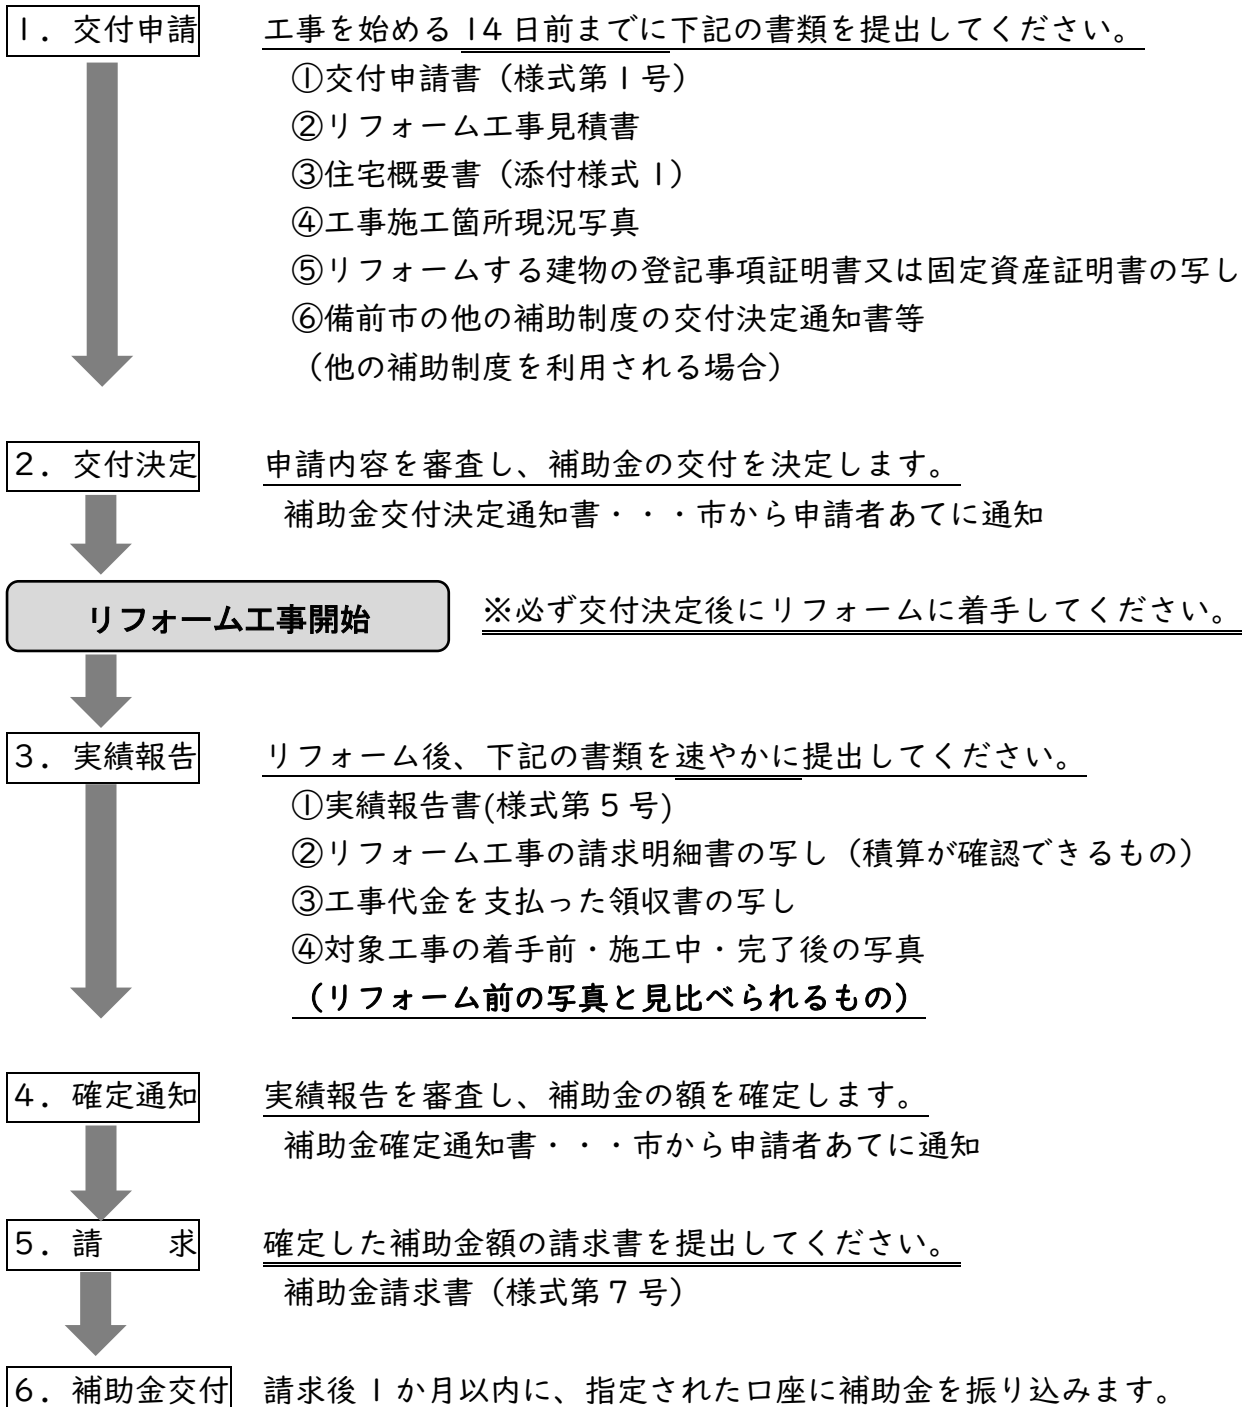 1．交付申請　工事を始める 14 日前までに下記の書類を提出してください。
①交付申請書（様式第1号）
②リフォーム工事見積書
③住宅概要書（添付様式1）
④工事施工箇所現況写真
⑤リフォームする建物の登記事項証明書又は固定資産証明書の写し
⑥備前市の他の補助制度の交付決定通知書等
（他の補助制度を利用される場合）
2．交付決定　申請内容を審査し、補助金の交付を決定します。
補助金交付決定通知書・・・市から申請者あてに通知
リフォーム工事開始　※必ず交付決定後にリフォームに着手してください。
3．実績報告　リフォーム後、下記の書類を速やかに提出してください。
①実績報告書(様式第5号)
②リフォーム工事の請求明細書の写し（積算が確認できるもの）
③工事代金を支払った領収書の写し
④対象工事の着手前・施工中・完了後の写真
（リフォーム前の写真と見比べられるもの）
4．確定通知　実績報告を審査し、補助金の額を確定します。
補助金確定通知書・・・市から申請者あてに通知
5．請　求　確定した補助金額の請求書を提出してください。
補助金請求書（様式第7号）
6．補助金交付　請求後1か月以内に、指定された口座に補助金を振り込みます。